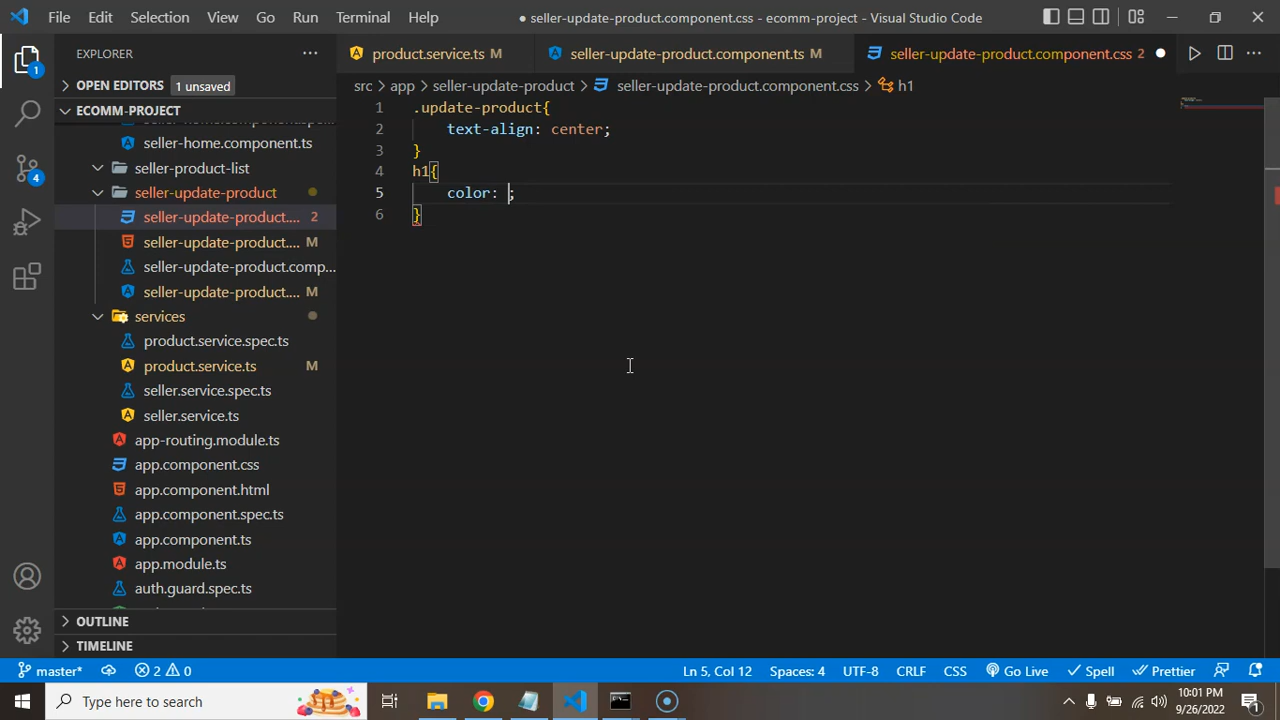 File Edit Selection View Go Run Terminal Help
● seller-update-product.component.css - ecomm-project - Visual Studio Code
EXPLORER
OPEN EDITORS 1 unsaved
ECOMM-PROJECT
seller-home.component.ts
seller-product-list
seller-update-product
seller-update-product.... 2
seller-update-product.... M
seller-update-product.comp...
seller-update-product.... M
services
product.service.spec.ts
product.service.ts M
seller.service.spec.ts
seller.service.ts
app-routing.module.ts
app.component.css
app.component.html
app.component.spec.ts
app.component.ts
app.module.ts
auth.guard.spec.ts
OUTLINE
TIMELINE
1
4
product.service.ts M
seller-update-product.component.ts M
seller-update-product.component.css 2
src > app > seller-update-product > seller-update-product.component.css > h1
1 .update-product{
2 text-align: center;
3 }
4 h1{
5 color: ;
6 }
master* 2 0
Ln 5, Col 12 Spaces: 4 UTF-8 CRLF CSS Go Live Spell Prettier
Type here to search
10:01 PM
9/26/2022
1